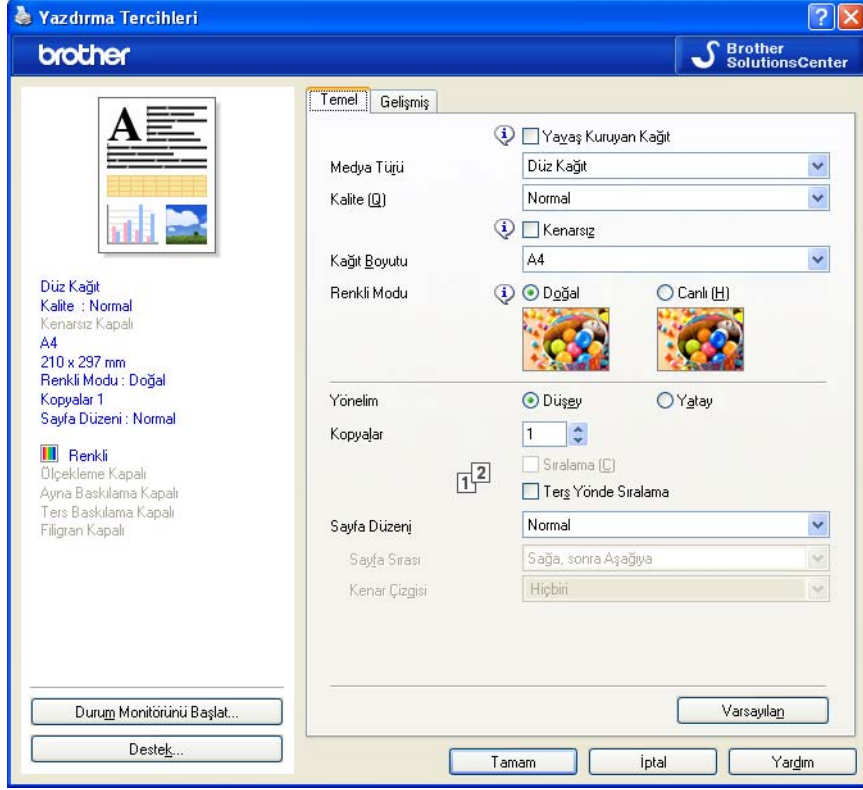 Yazdırma Tercihleri
brother
Brother
SolutionsCenter
A
Düz Kağıt
Kalite : Normal
Kenarsız Kapalı
A4
210 x 297 mm
Renkli Modu : Doğal
Kopyalar 1
Sayfa Düzeni : Normal
Renkli
Ölçekleme Kapalı
Ayna Baskılama Kapalı
Ters Baskılama Kapalı
Filigran Kapalı
Durum Monitörünü Başlat...
Destek...
Temel Gelişmiş
Yavaş Kuruyan Kağıt
Medya Türü Düz Kağıt
Kalite (Q) Normal
Kenarsız
Kağıt Boyutu A4
Renkli Modu Doğal Canlı (H)
Yönelim Düşey Yatay
Kopyalar 1
Sıralama (C)
12
Ters Yönde Sıralama
Sayfa Düzeni Normal
Sayfa Sırası Sağa, sonra Aşağıya
Kenar Çizgisi Hiçbiri
Varsayılan
Tamam İptal Yardım